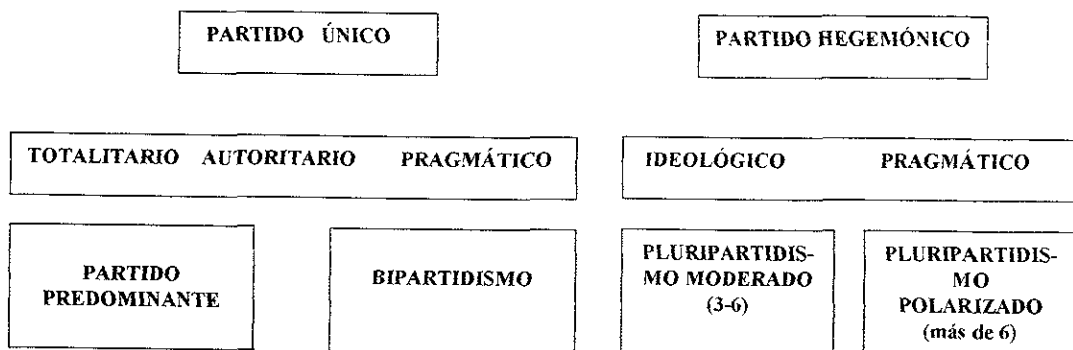 PARTIDO ÚNICO
PARTIDO HEGEMÓNICO
TOTALITARIO AUTORITARIO PRAGMÁTICO
IDEOLÓGICO PRAGMÁTICO
PARTIDO
PREDOMINANTE
BIPARTIDISMO
PLURIPARTIDIS-
MO MODERADO
(3-6)
PLURIPARTIDIS-
MO
POLARIZADO
(más de 6)